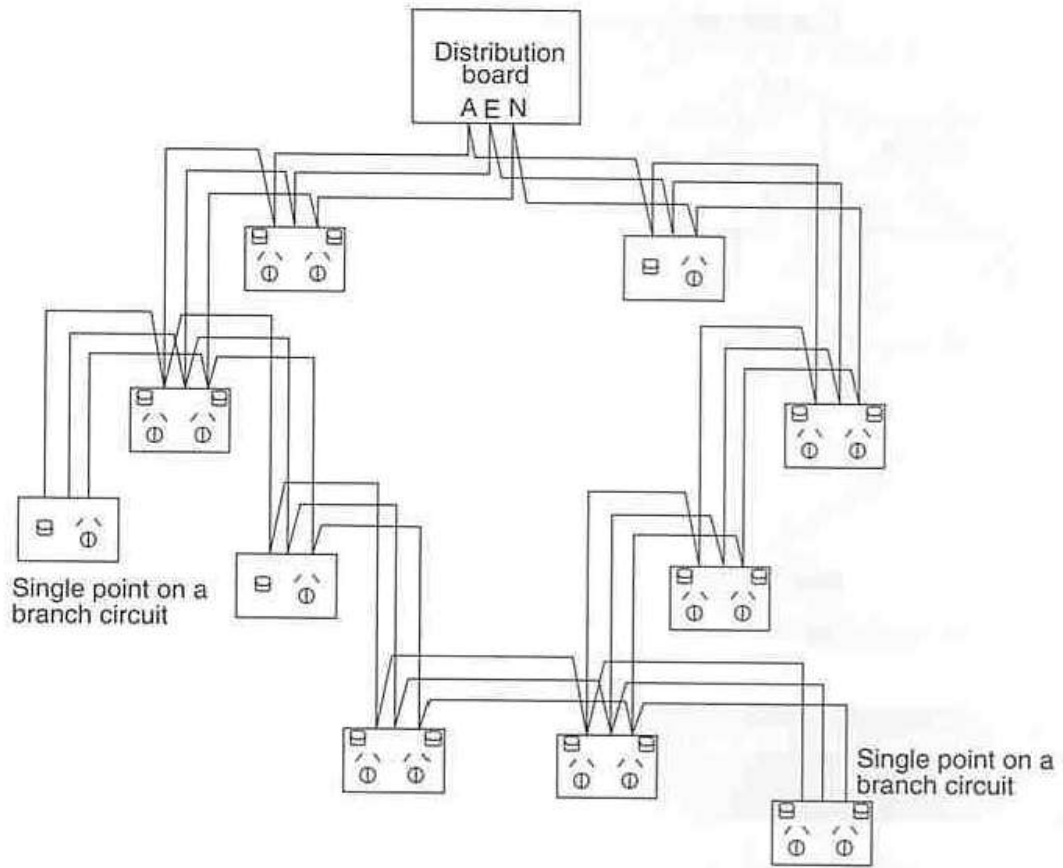 Distribution
board
A E N
Single point on a
branch circuit
Single point on a
branch circuit